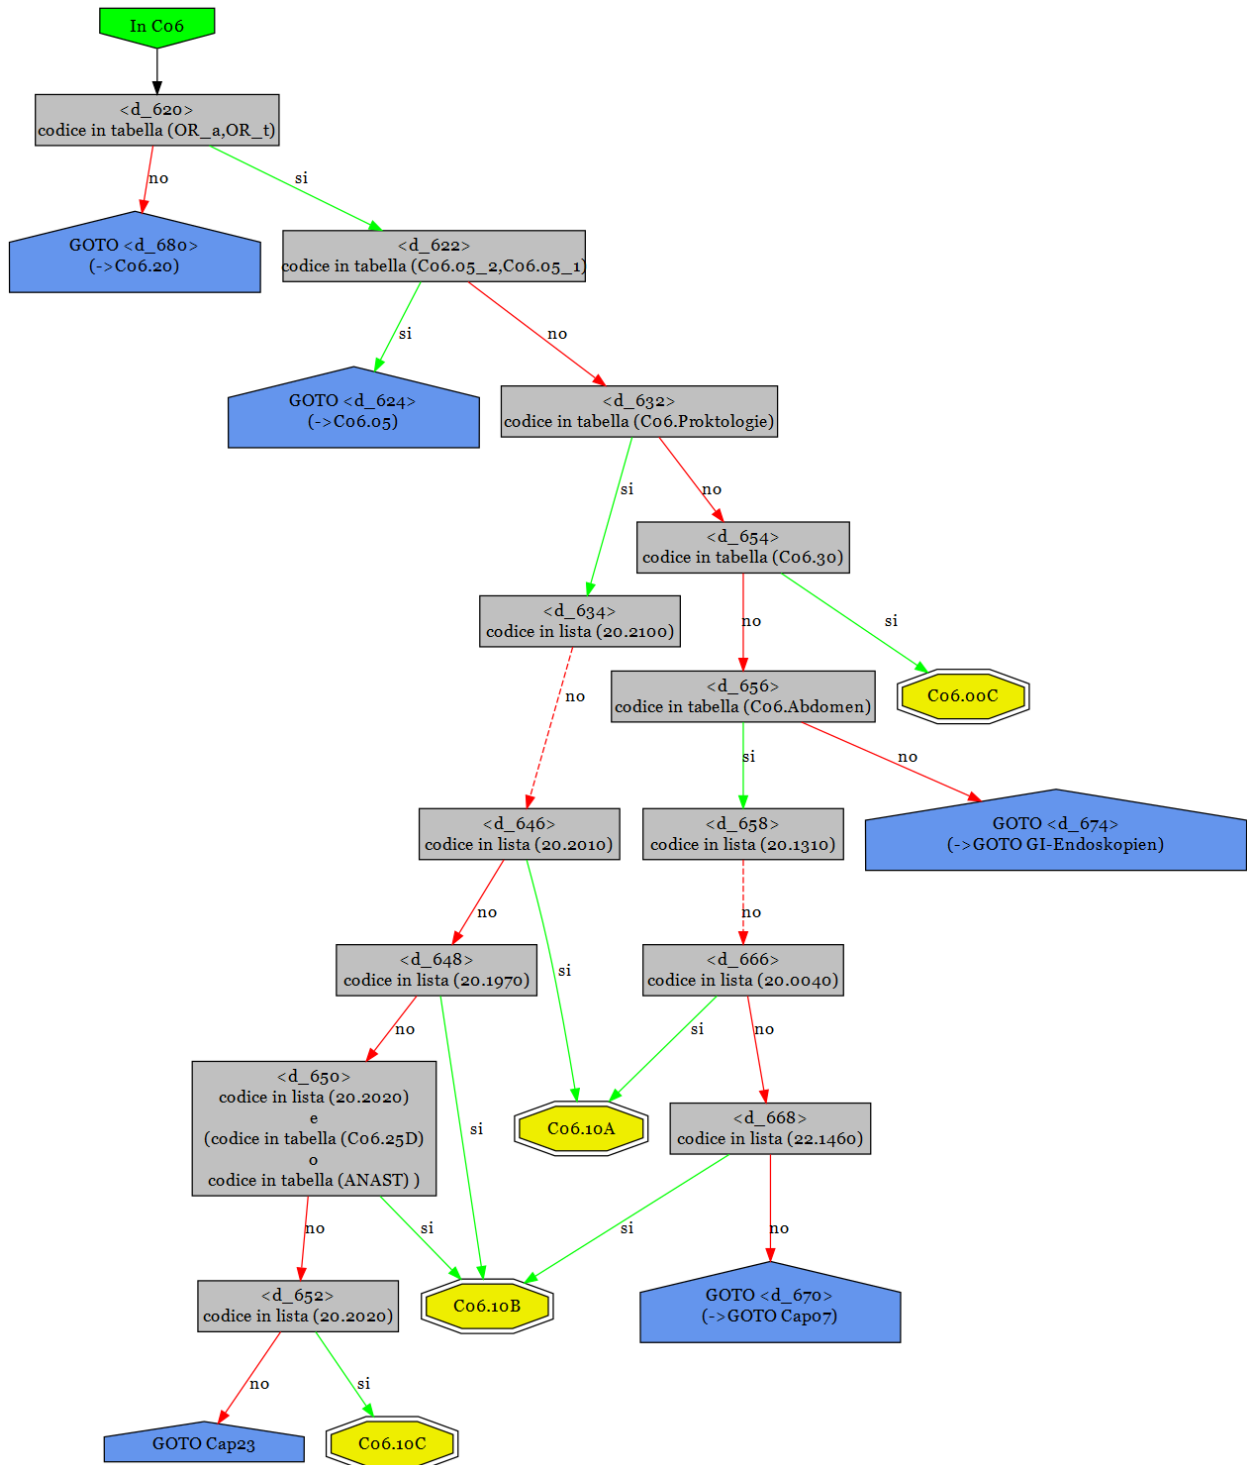 In C06
<d_620>
codice in tabella (OR_a,OR_t)
no
si
GOTO <d_680>
(->C06.20)
<d_622>
codice in tabella (C06.05_2,C06.05_1)
si
no
GOTO <d_624>
(->C06.05)
<d_632>
codice in tabella (C06.Proktologie)
si
no
<d_654>
codice in tabella (C06.30)
<d_634>
codice in lista (20.2100)
no
si
no
<d_656>
codice in tabella (C06.Abdomen)
C06.00C
si
no
<d_646>
codice in lista (20.2010)
<d_658>
codice in lista (20.1310)
GOTO <d_674>
(->GOTO GI-Endoskopien)
no
si
no
<d_648>
codice in lista (20.1970)
<d_666>
codice in lista (20.0040)
no
si
si
no
<d_650>
codice in lista (20.2020)
e
(codice in tabella (C06.25D)
o
codice in tabella (ANAST) )
C06.10A
<d_668>
codice in lista (22.1460)
no
si
si
no
<d_652>
codice in lista (20.2020)
C06.10B
GOTO <d_670>
(->GOTO Cap07)
no
si
GOTO Cap23
C06.10C